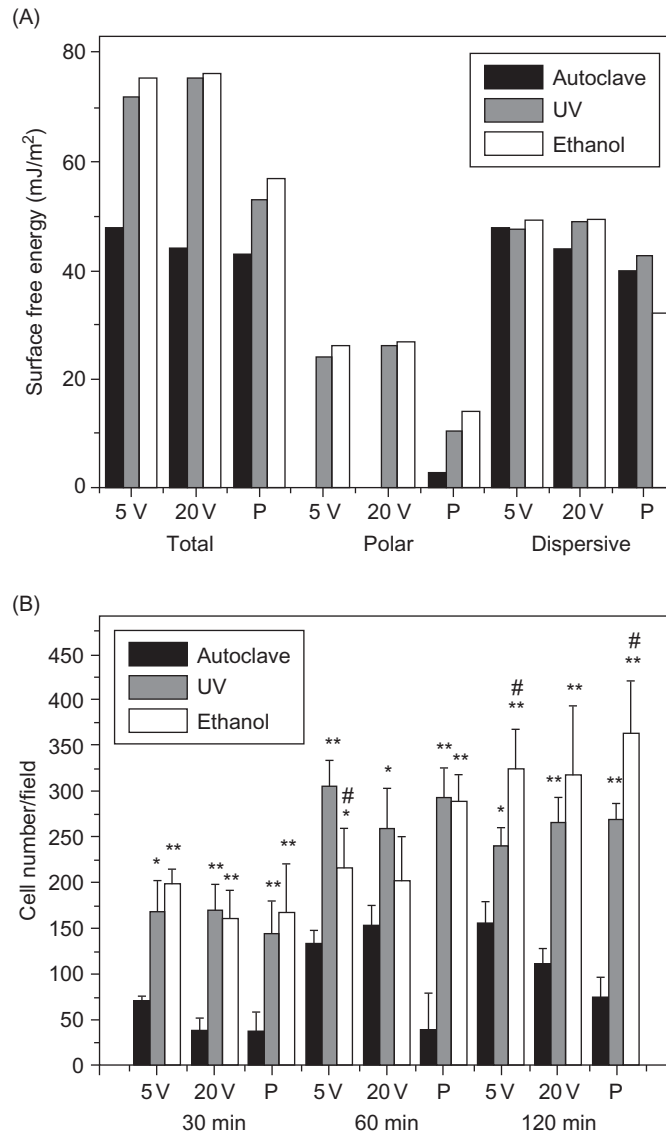 (A)
80
60
40
20
0
Surface free energy (mJ/m²)
Autoclave
UV
Ethanol
5 V 20 V P 5 V 20 V P 5 V 20 V P
Total Polar Dispersive
(B)
450
400
350
300
250
200
150
100
50
0
Cell number/field
Autoclave
UV
Ethanol
* ** ** ** ** ** ** # * * ** ** * # ** ** ** ** # **
5 V 20 V P 5 V 20 V P 5 V 20 V P
30 min 60 min 120 min